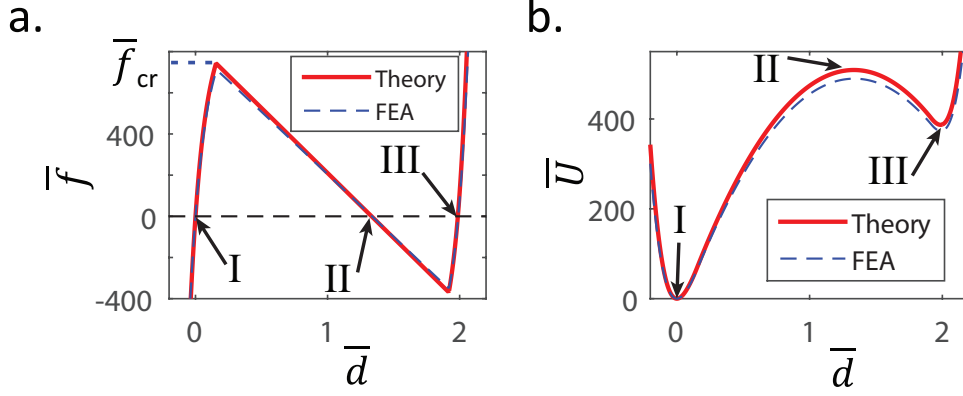 a.
f̅cr
400
0
-400
f̅
0
1
2
d̅
Theory
FEA
I
II
III
b.
400
200
0
U̅
0
1
2
d̅
I
II
III
Theory
FEA